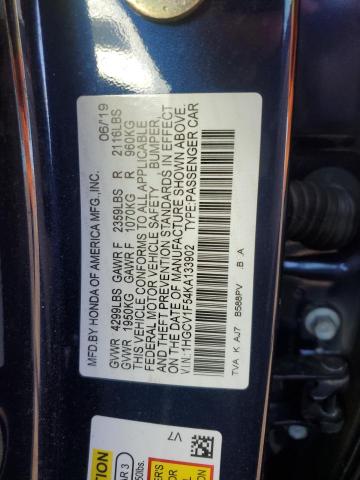 MFD.BY HONDA OF AMERICA MFG.,INC. 06/'19
GVWR 4299LBS GAWR F 2359LBS R 2116LBS
GVWR 1950KG GAWR F 1070KG R 960KG
THIS VEHICLE CONFORMS TO ALL APPLICABLE
FEDERAL MOTOR VEHICLE SAFETY, BUMPER,
AND THEFT PREVENTION STANDARDS IN EFFECT
ON THE DATE OF MANUFACTURE SHOWN ABOVE.
VIN:1HGCV1F54KA133902 TYPE:PASSENGER CAR
TVA K AJ7 B588PV .B :A
V7